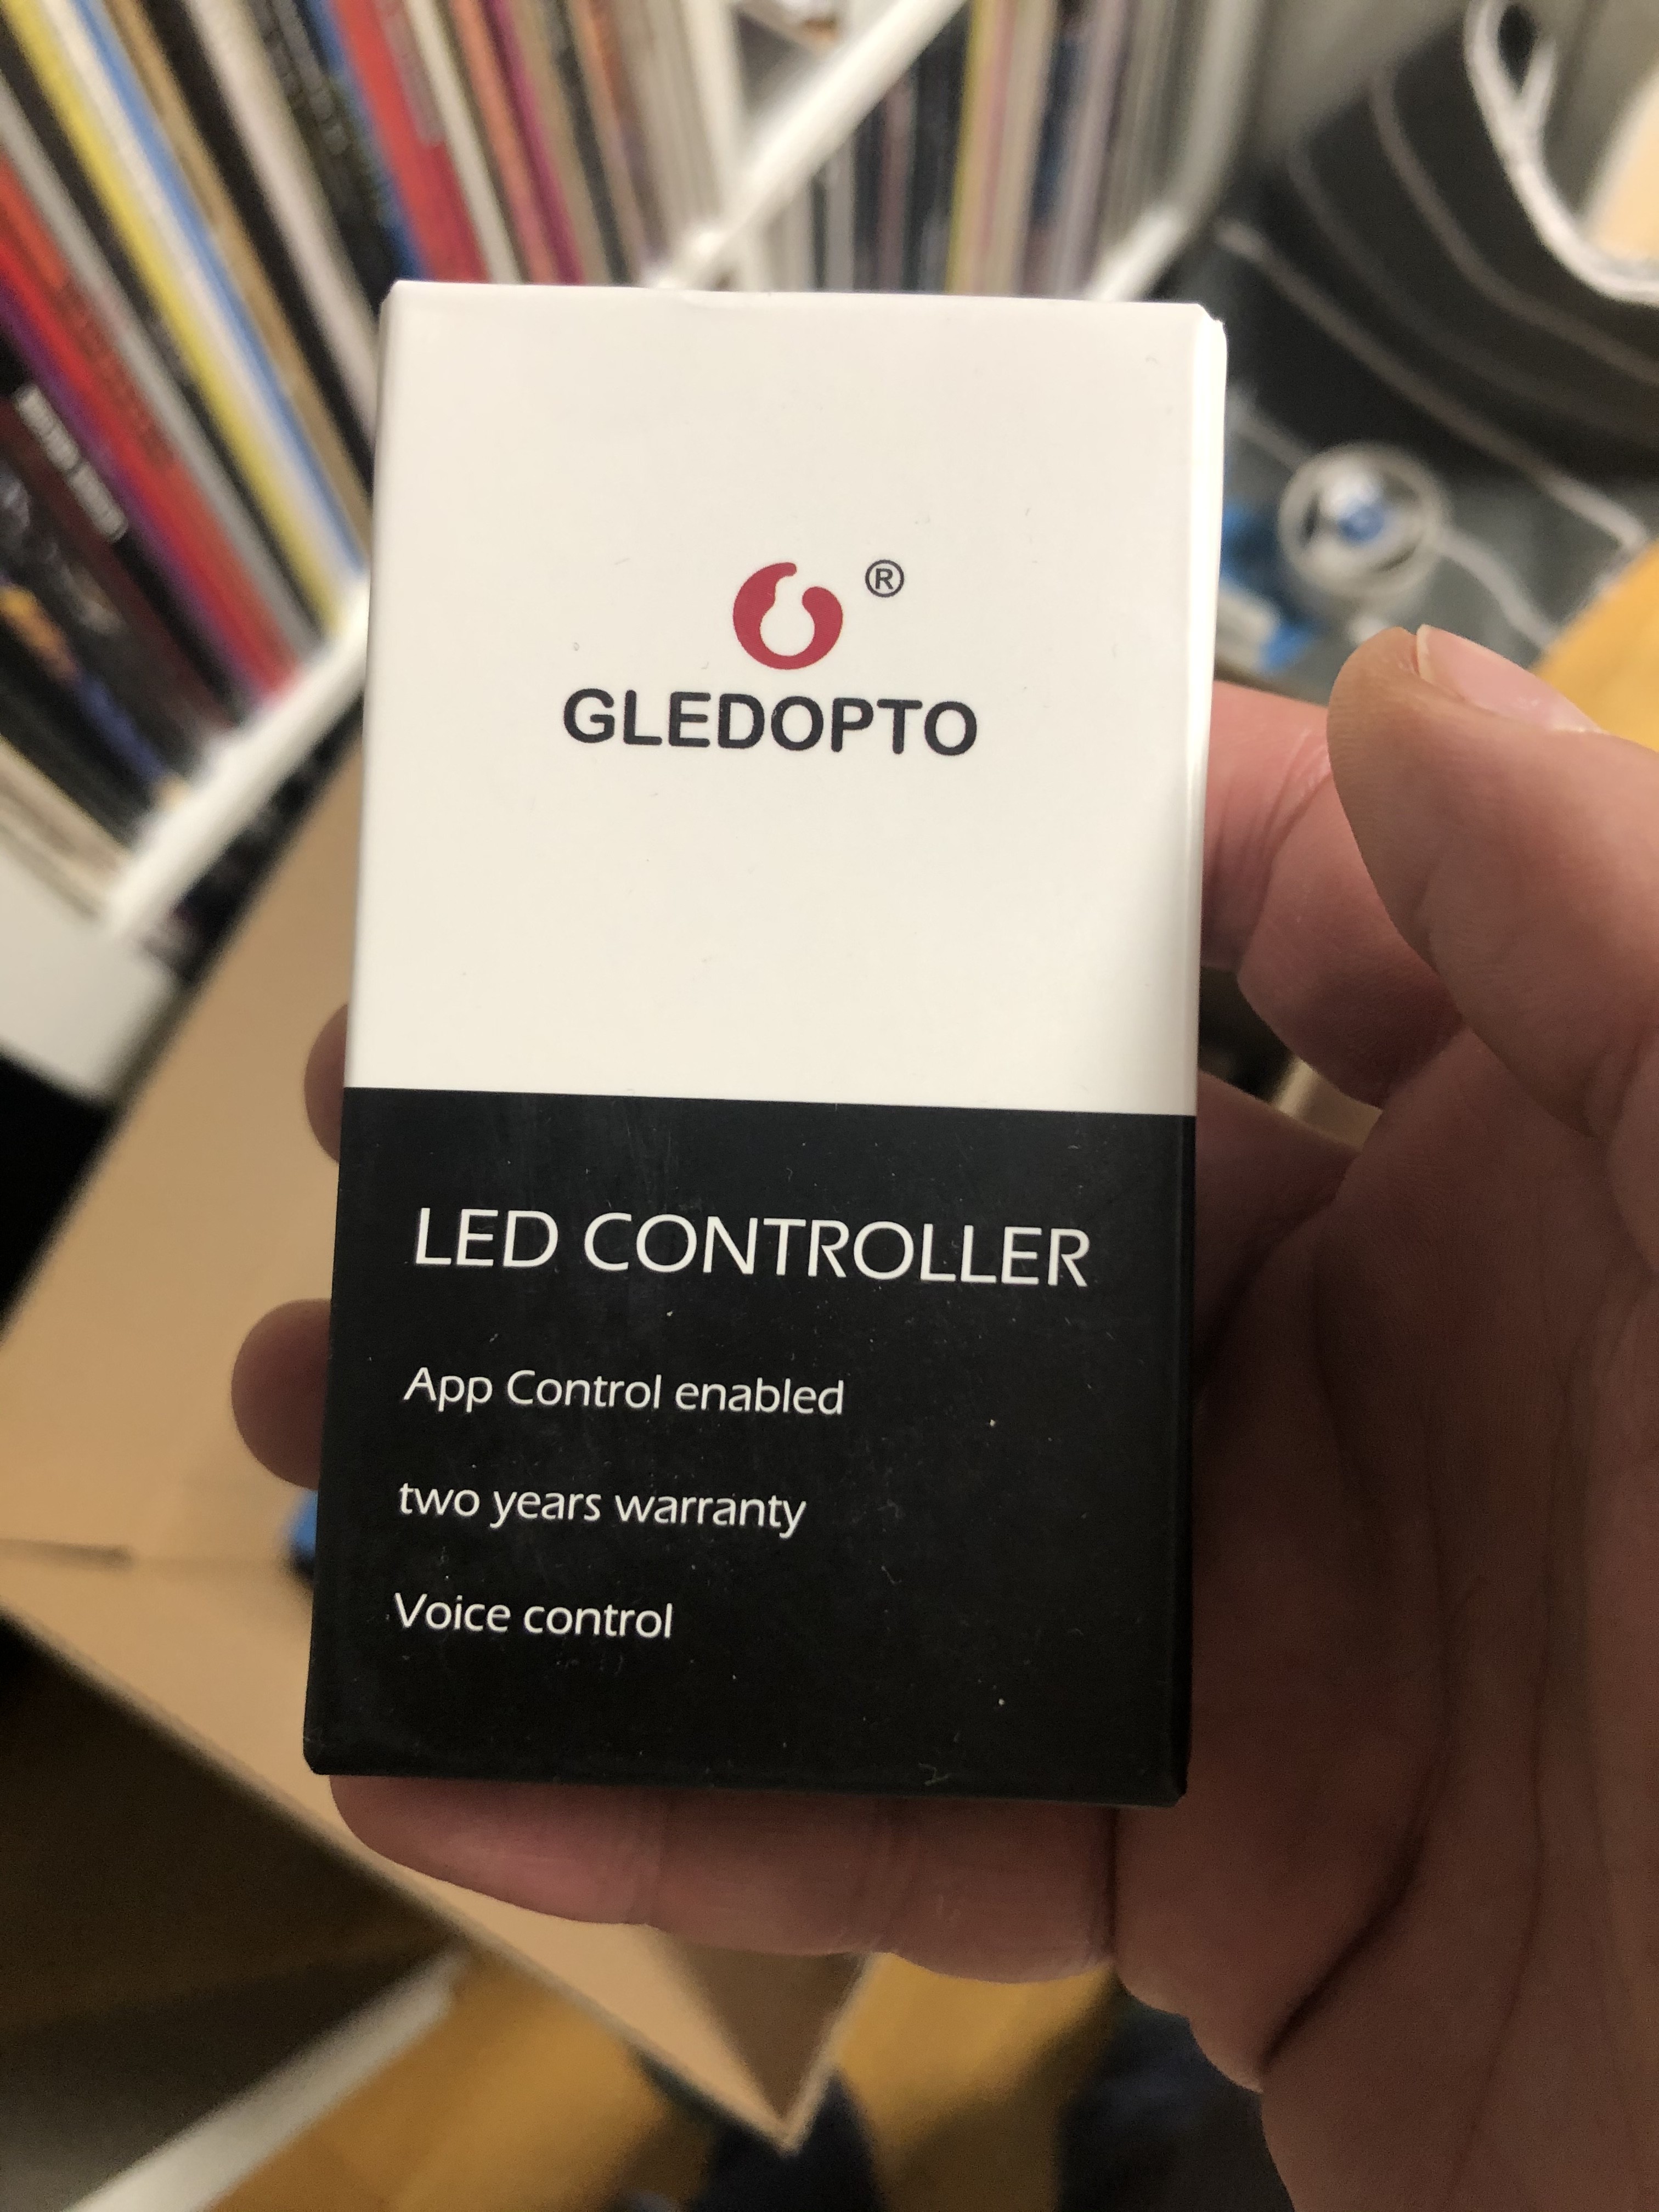 ®
GLEDOPTO
LED CONTROLLER
App Control enabled
two years warranty
Voice control